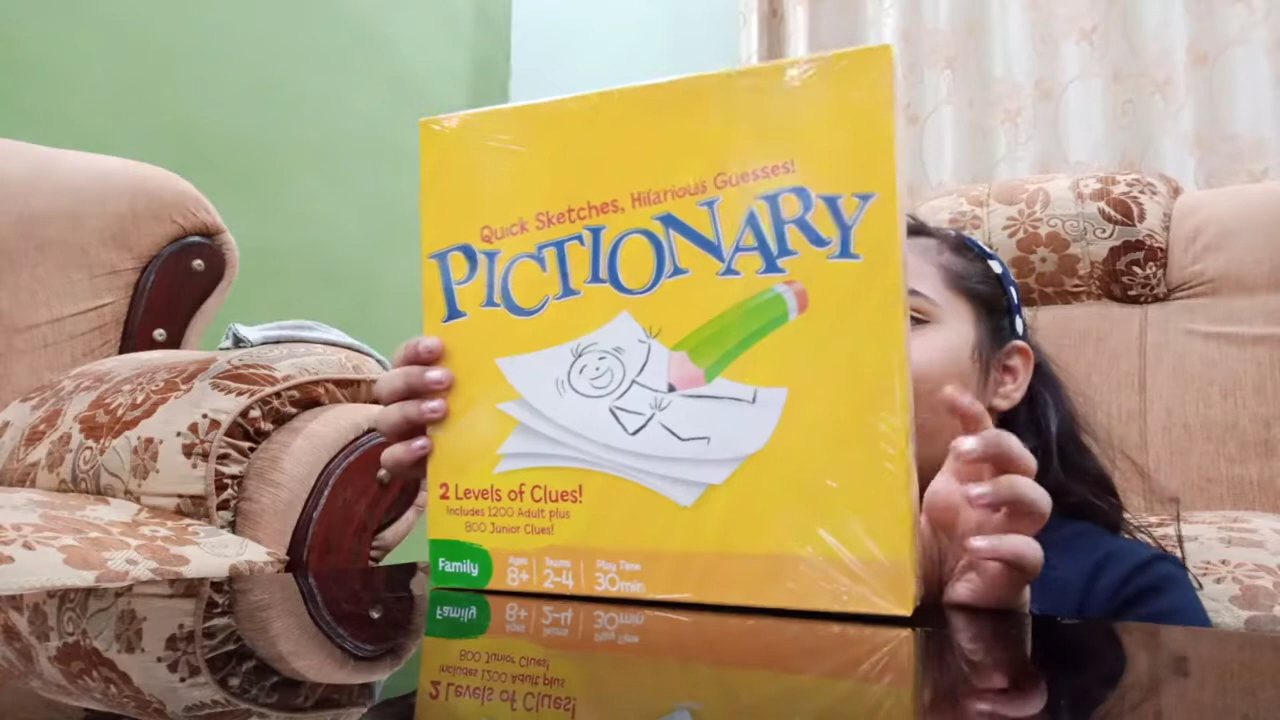 Quick Sketches, Hilarious Guesses!
PICTIONARY
2 Levels of Clues!
Includes 1200 Adult plus
800 Junior Clues!
Family
Ages
8+
Teams
2-4
Play Time
30min